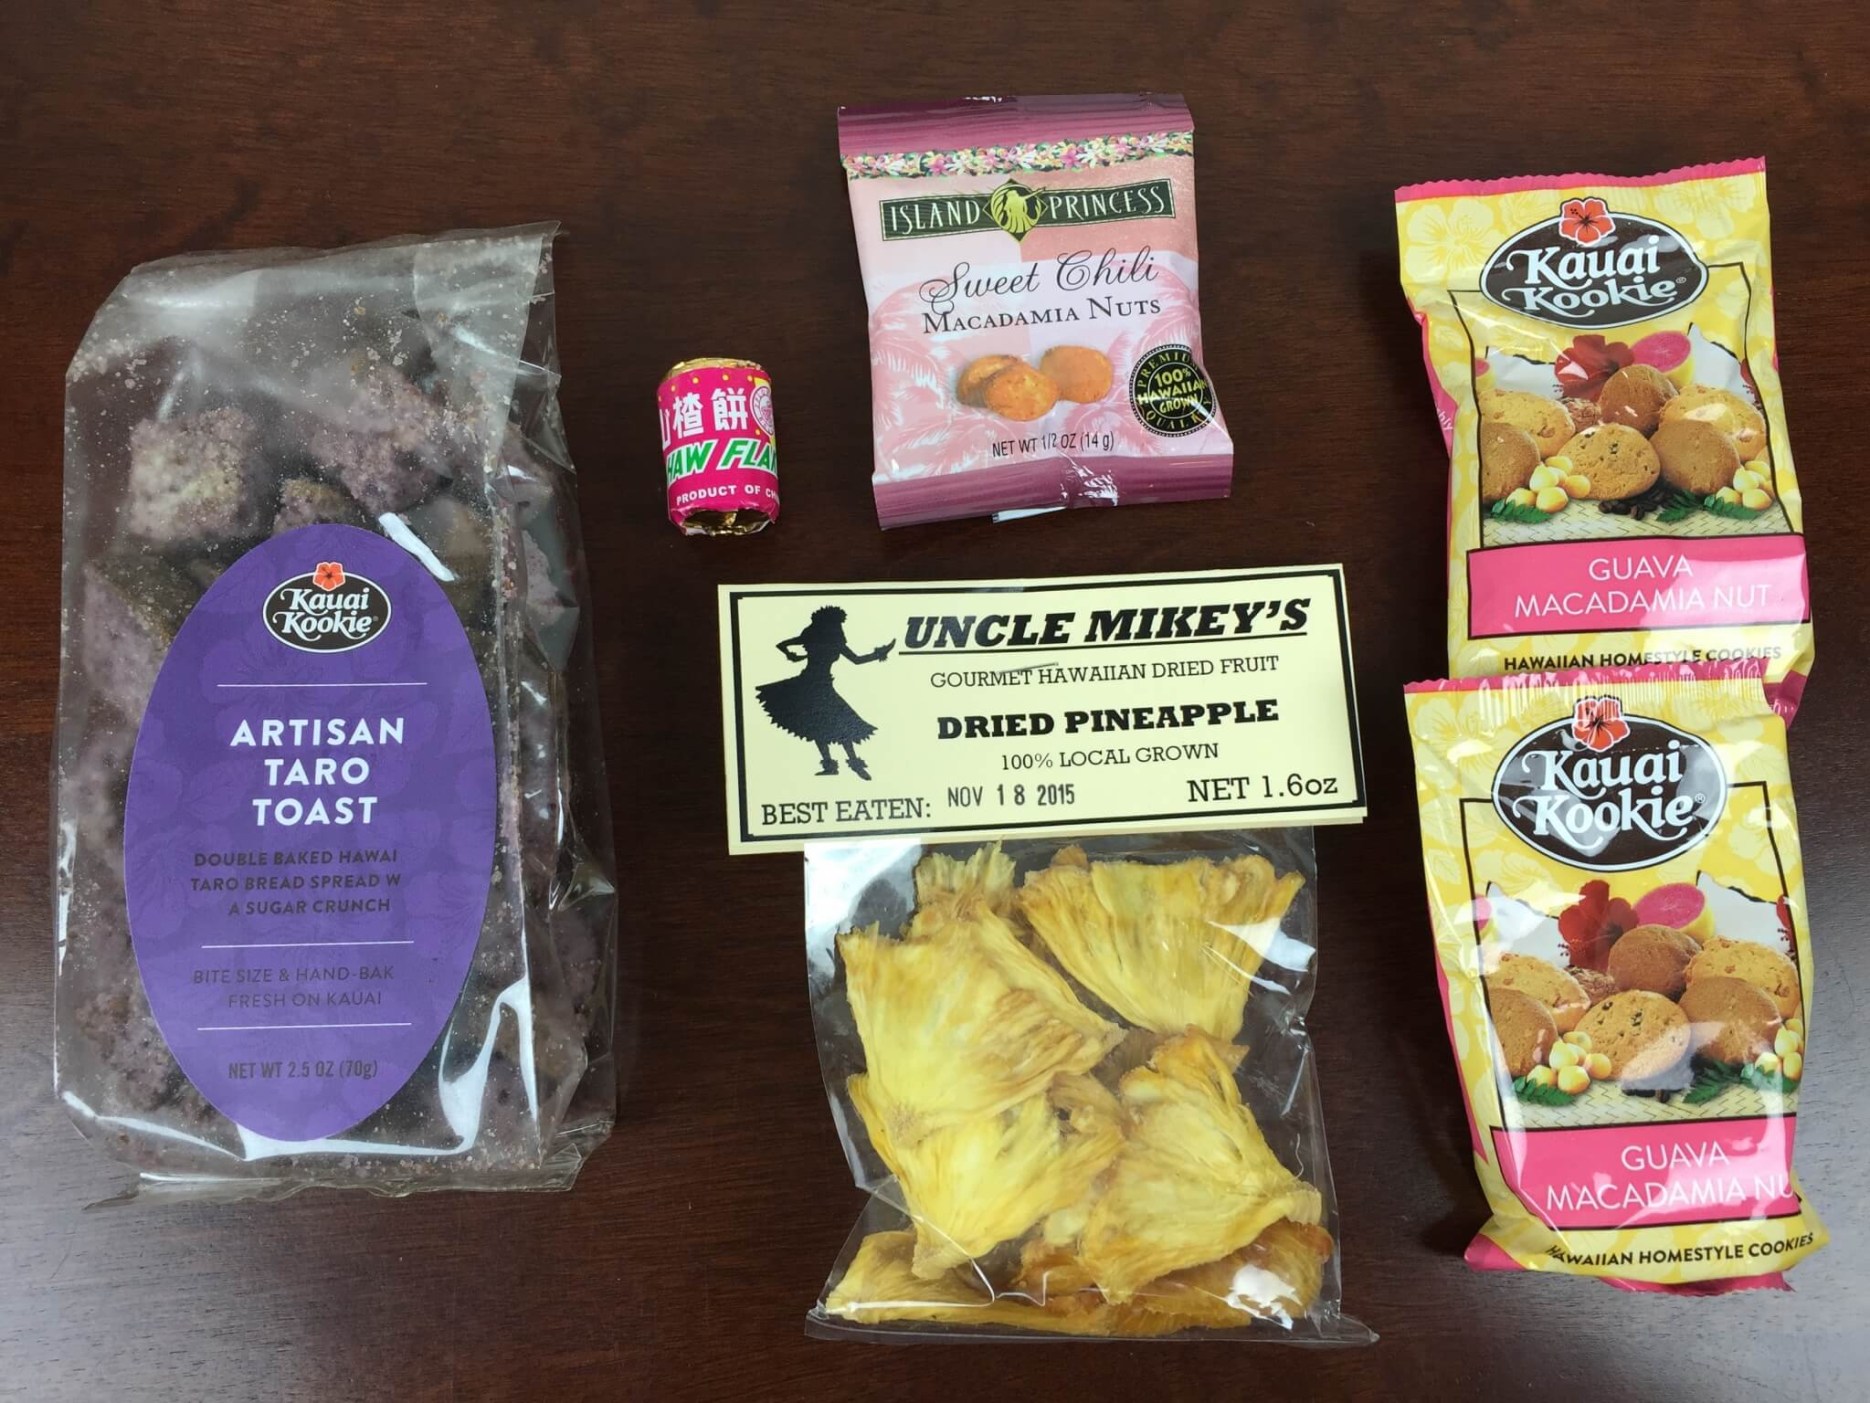 Kauai
Kookie
ARTISAN
TARO
TOAST
DOUBLE BAKED HAWAI
TARO BREAD SPREAD W
A SUGAR CRUNCH
BITE SIZE & HAND-BAK
FRESH ON KAUAI
NET WT 2.5 OZ (70g)
山楂餅
HAW FLA
PRODUCT OF CH
ISLAND PRINCESS
Sweet Chili
MACADAMIA NUTS
PREMIUM
100%
HAWAIIAN
GROWN
QUALITY
NET WT 1/2 OZ (14 g)
UNCLE MIKEY'S
GOURMET HAWAIIAN DRIED FRUIT
DRIED PINEAPPLE
100% LOCAL GROWN
BEST EATEN: NOV 18 2015 NET 1.6oz
Kauai
Kookie®
GUAVA
MACADAMIA NUT
HAWAIIAN HOMESTYLE COOKIES
Kauai
Kookie®
GUAVA
MACADAMIA NU
HAWAIIAN HOMESTYLE COOKIES